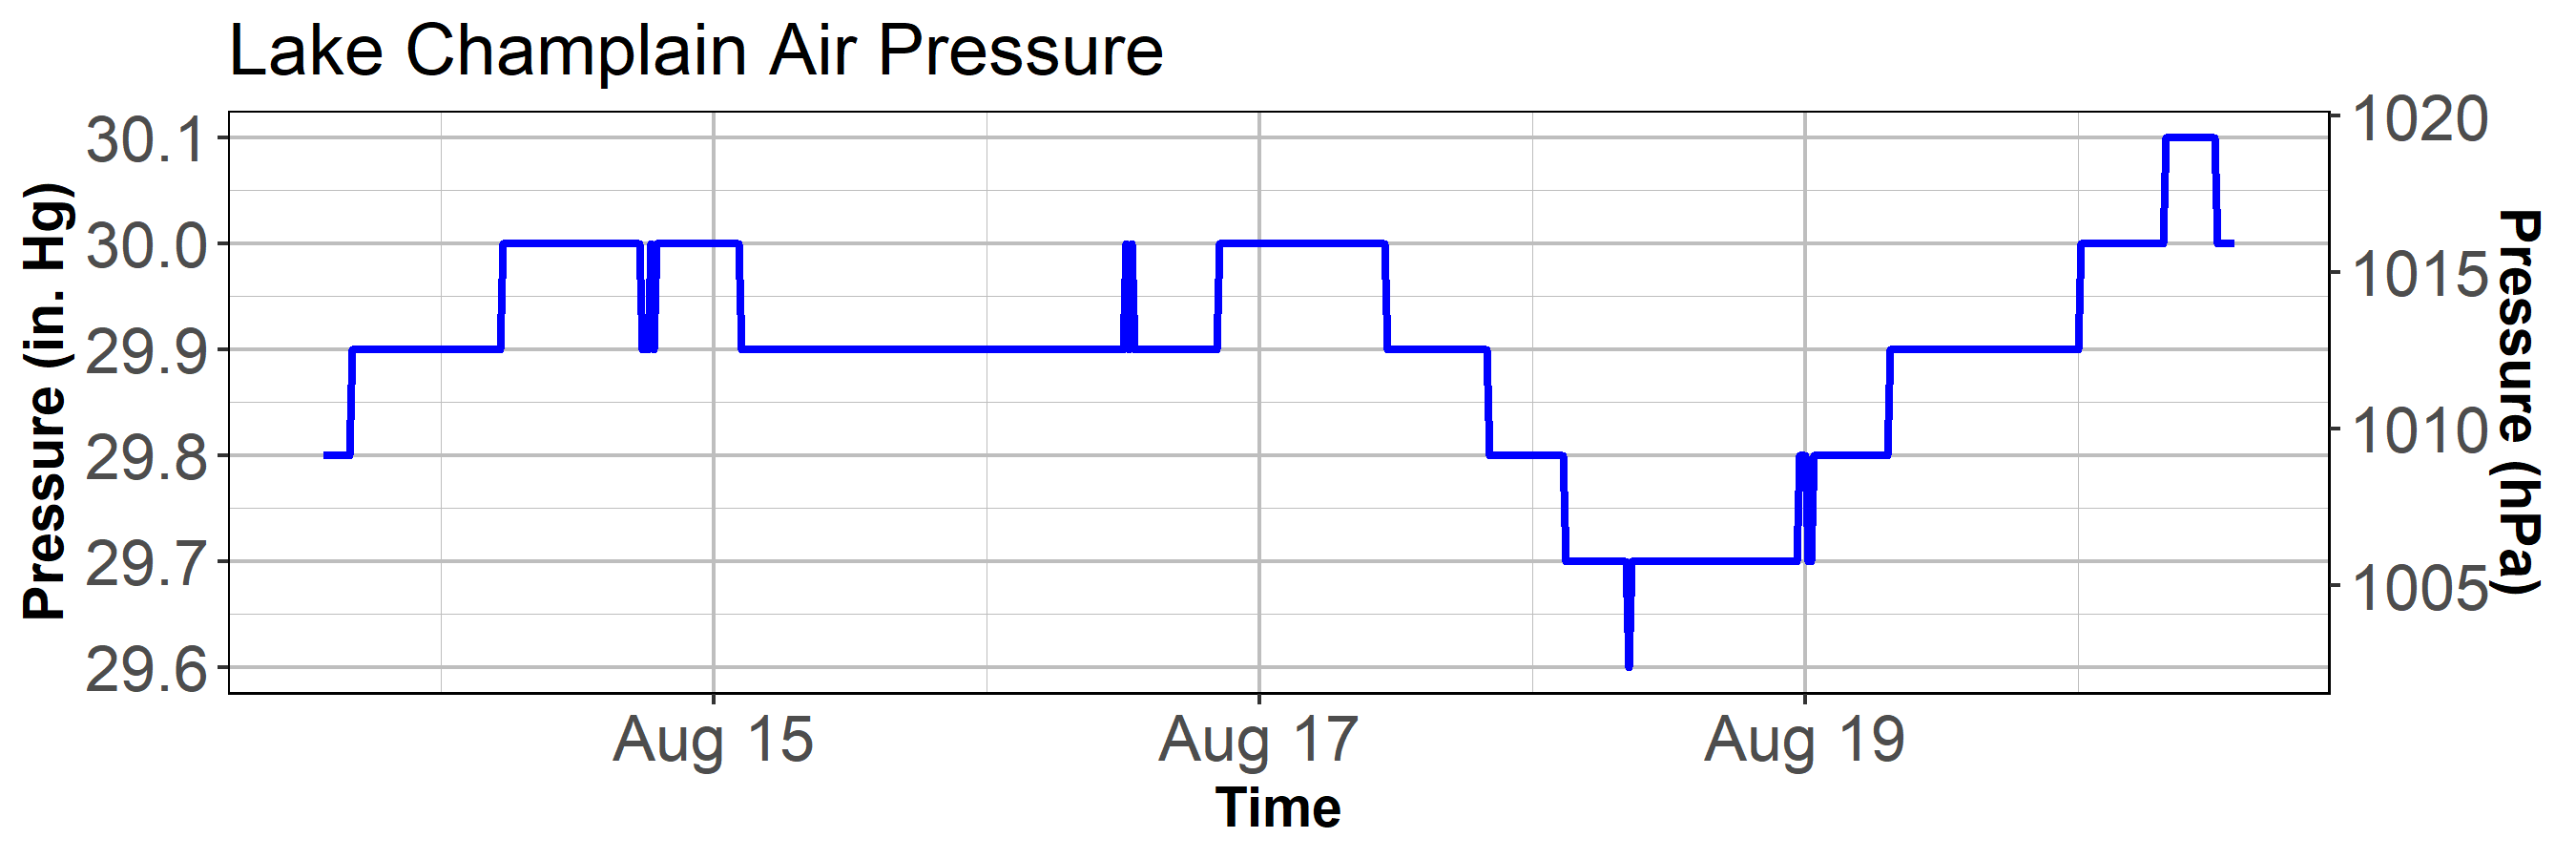 Lake Champlain Air Pressure
Pressure (in. Hg)
30.1
30.0
29.9
29.8
29.7
29.6
1020
1015
1010
1005
Pressure (hPa)
Aug 15
Aug 17
Aug 19
Time